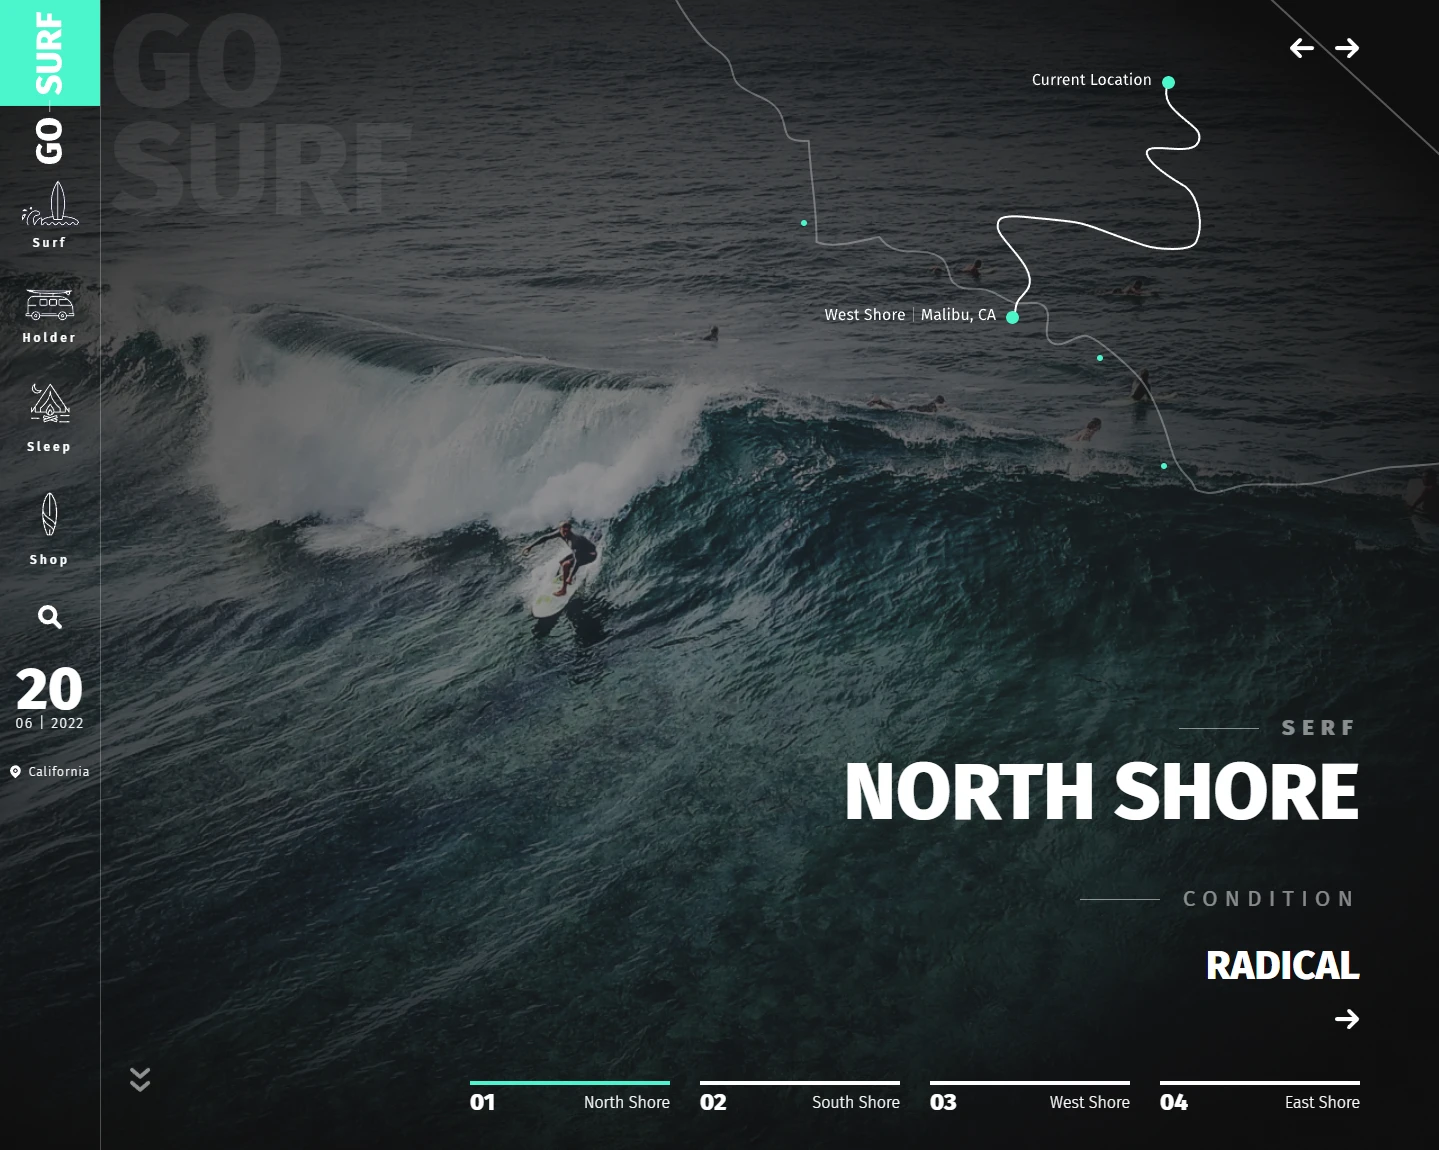 GO SURF
GO
SURF
Surf
Holder
Sleep
Shop
20
06 | 2022
California
Current Location
West Shore | Malibu, CA
SERF
NORTH SHORE
CONDITION
RADICAL
01 North Shore
02 South Shore
03 West Shore
04 East Shore